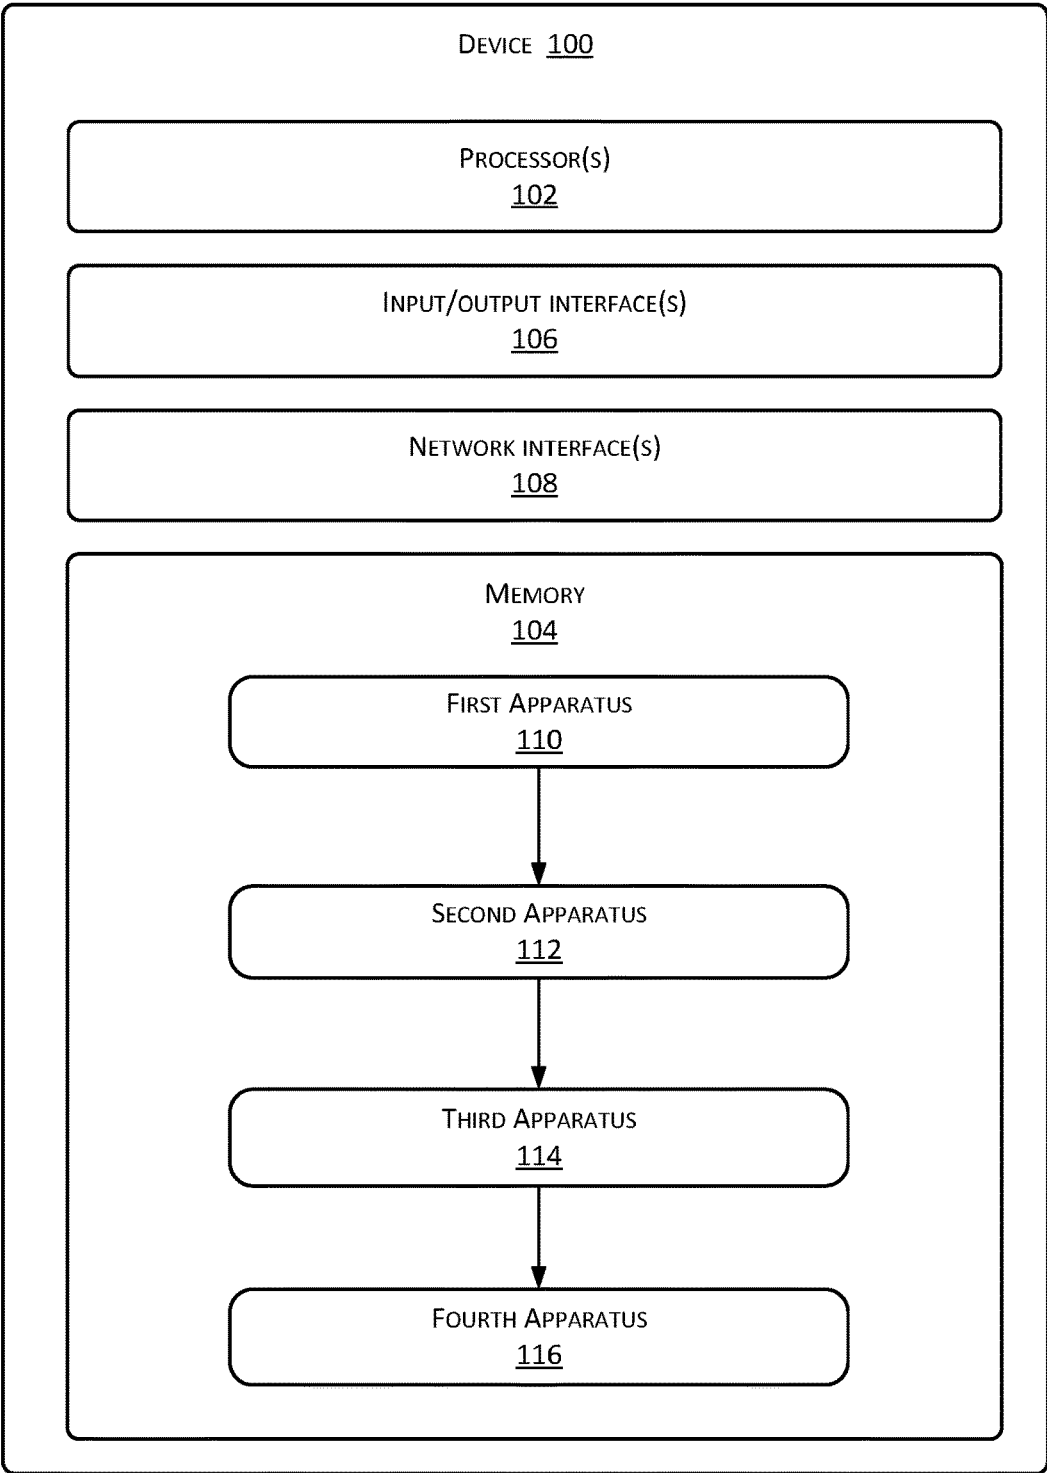 DEVICE 100
PROCESSOR(S)
102
INPUT/OUTPUT INTERFACE(S)
106
NETWORK INTERFACE(S)
108
MEMORY
104
FIRST APPARATUS
110
SECOND APPARATUS
112
THIRD APPARATUS
114
FOURTH APPARATUS
116